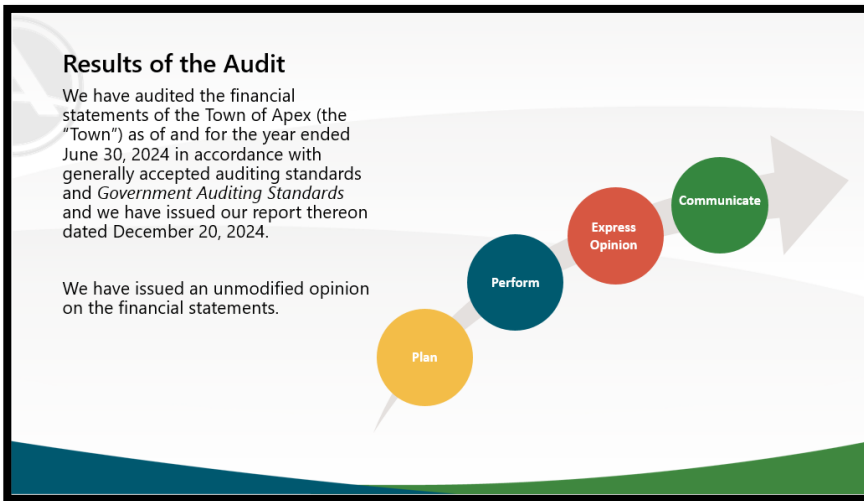 Results of the Audit
We have audited the financial
statements of the Town of Apex (the
“Town”) as of and for the year ended
June 30, 2024 in accordance with
generally accepted auditing standards
and Government Auditing Standards
and we have issued our report thereon
dated December 20, 2024.
We have issued an unmodified opinion
on the financial statements.
Plan
Perform
Express
Opinion
Communicate